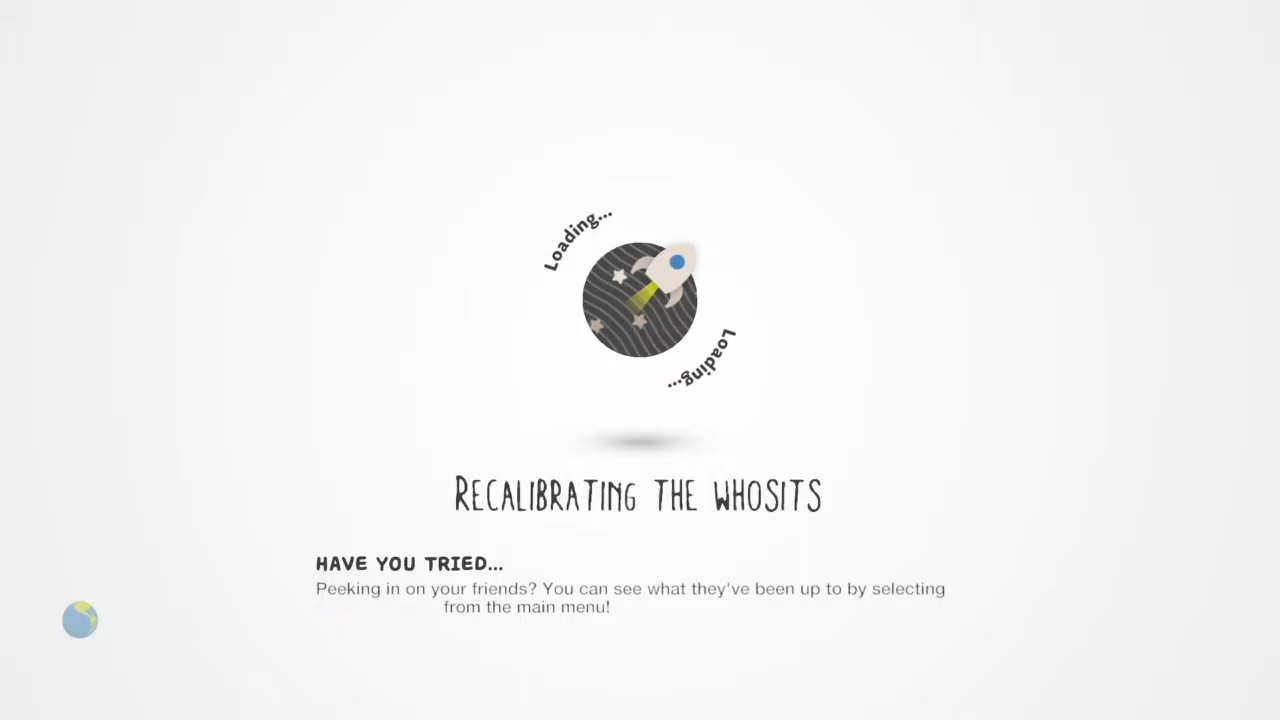 Loading...
Loading...
RECALIBRATING THE WHOSITS
HAVE YOU TRIED...
Peeking in on your friends? You can see what they've been up to by selecting
from the main menu!